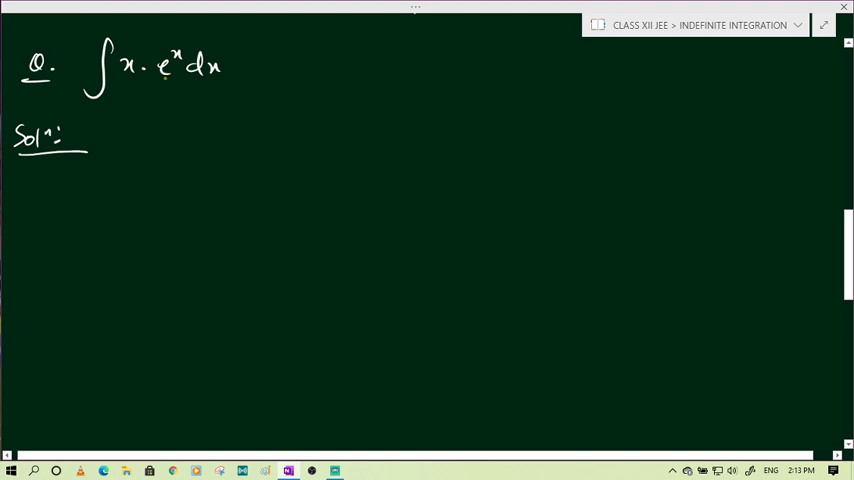 CLASS XII JEE > INDEFINITE INTEGRATION
Q. ∫ x . eˣ dx
Solⁿ:
ENG 2:13 PM